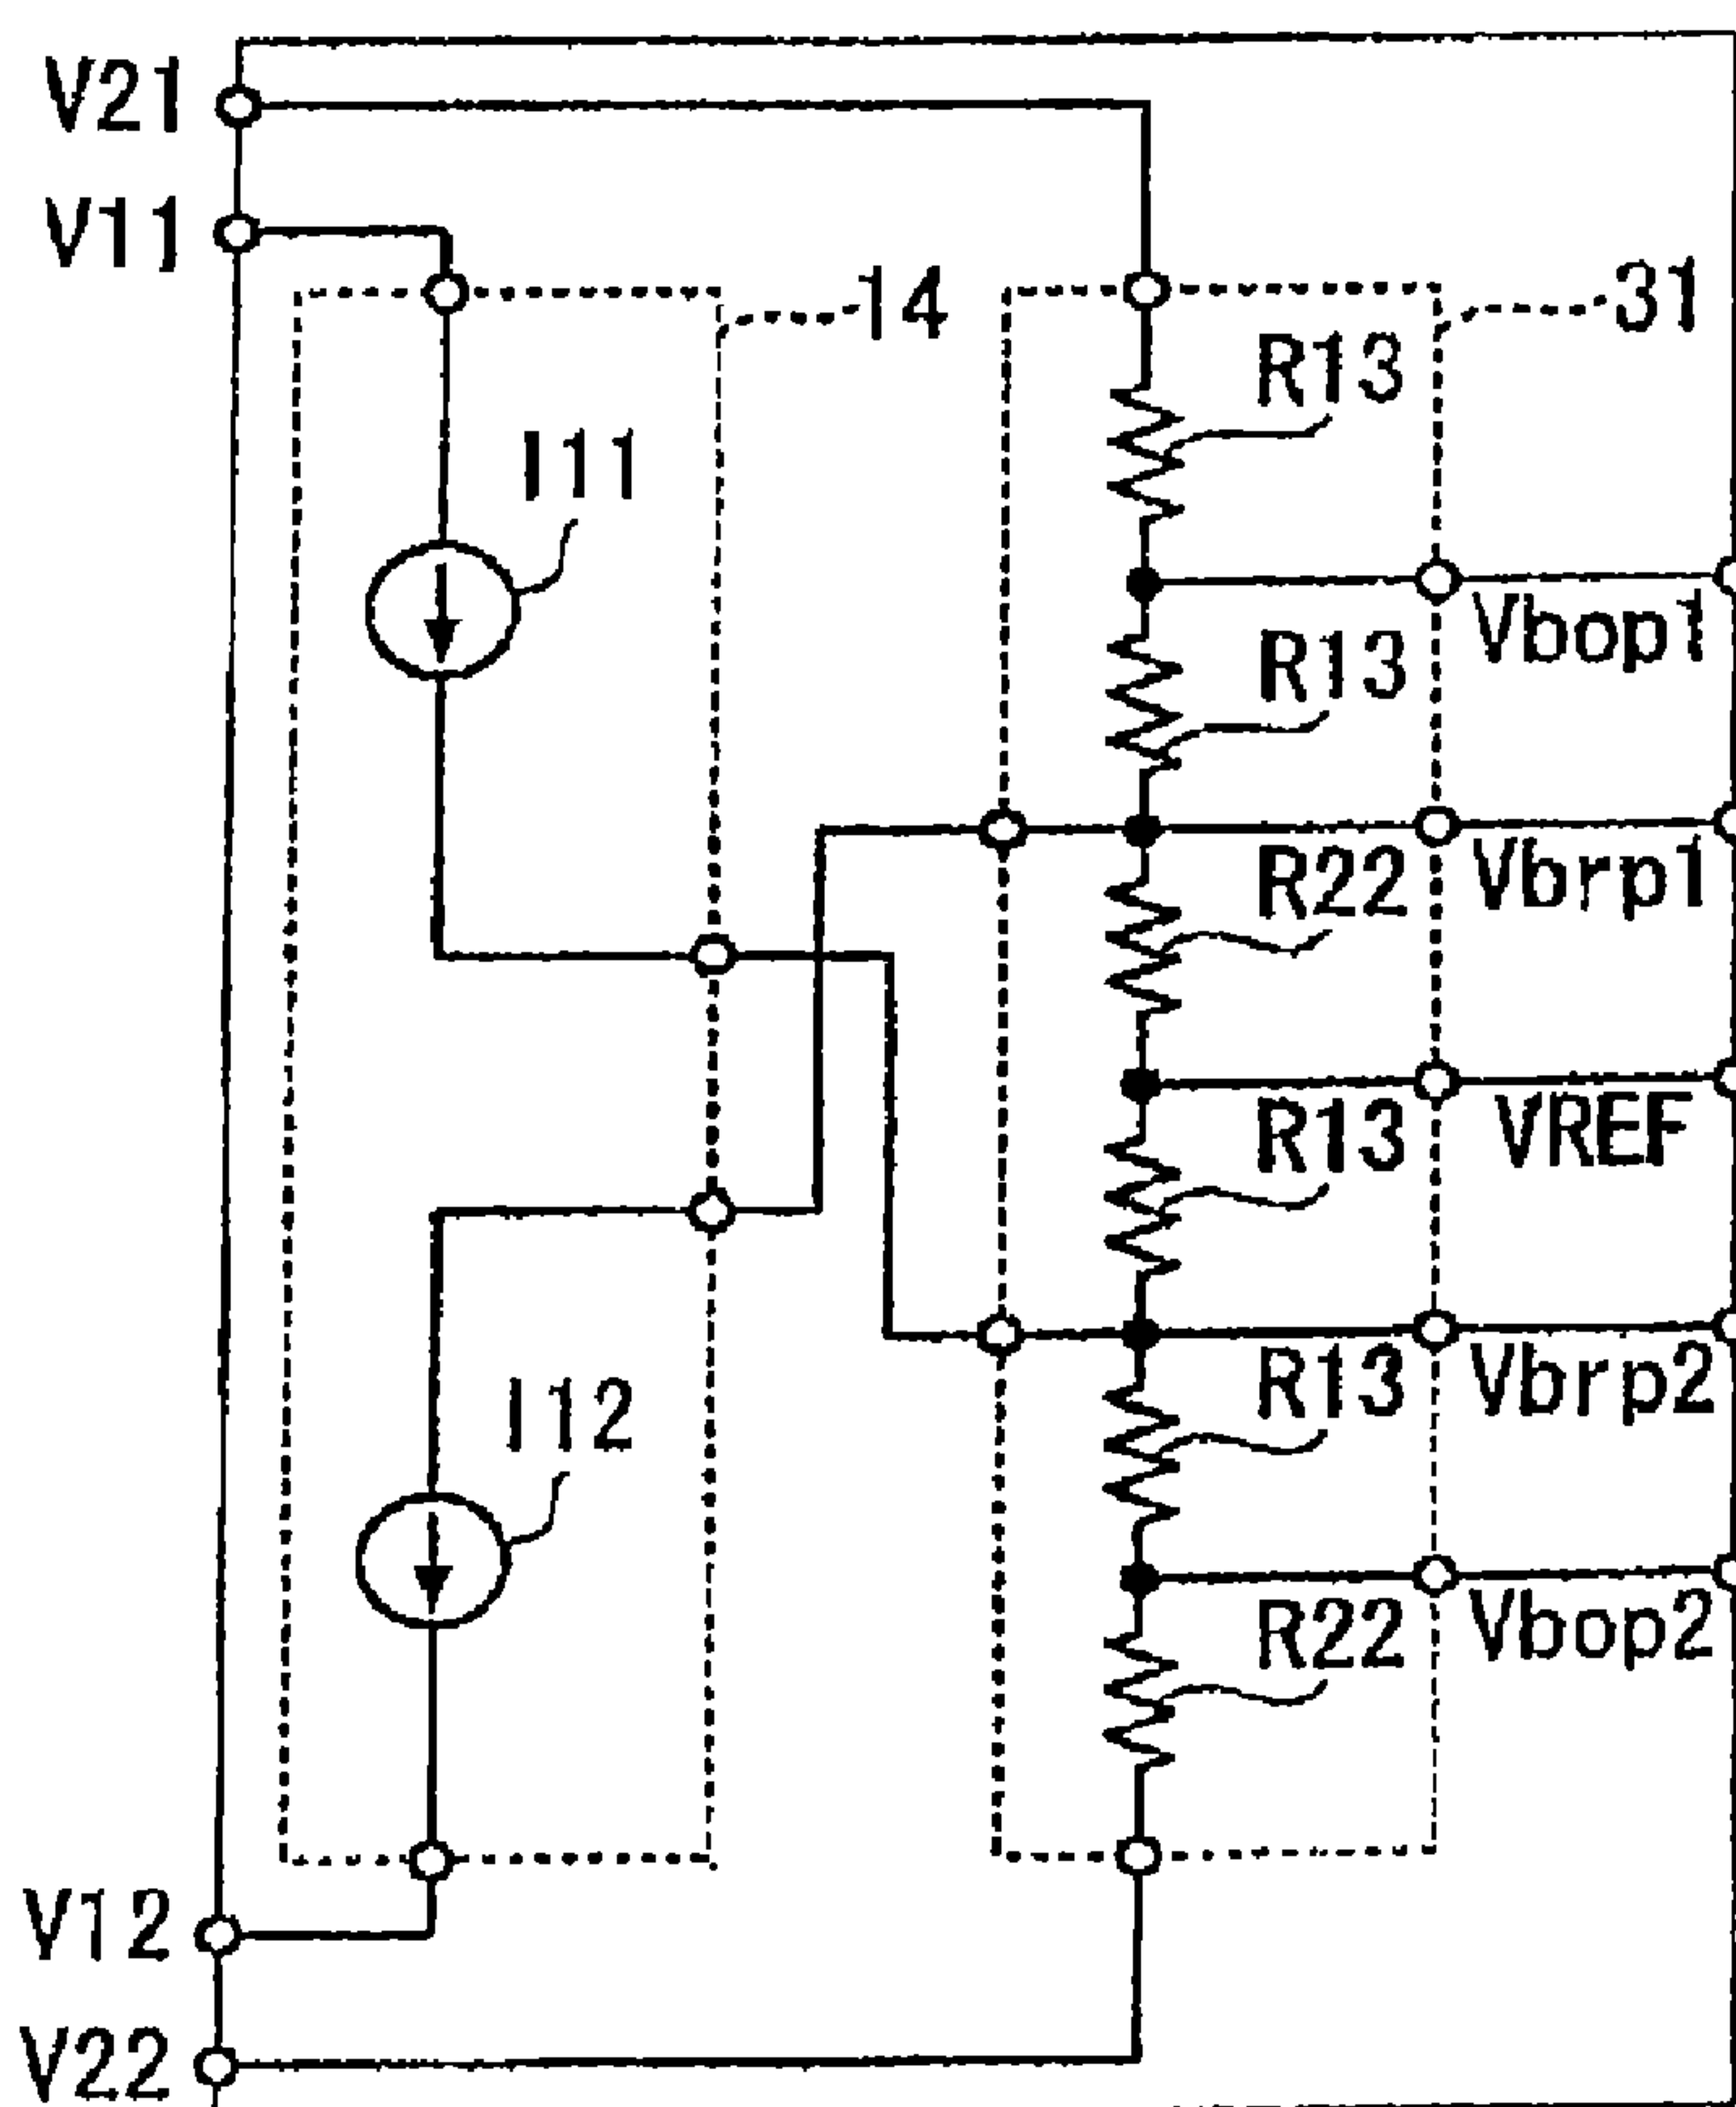 V21
V11
14
31
R13
I11
Vbop1
R13
R22
Vbrp1
R13
VREF
R13
Vbrp2
I12
R22
Vbop2
V12
V22